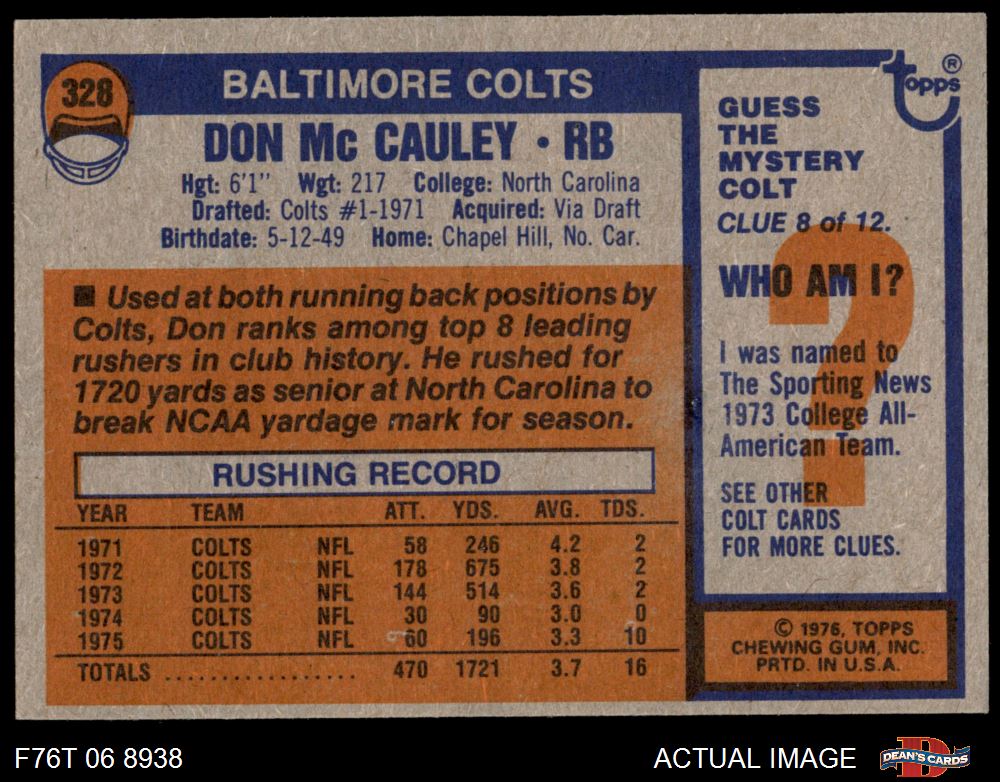 328
BALTIMORE COLTS
DON Mc CAULEY • RB
Hgt: 6'1" Wgt: 217 College: North Carolina
Drafted: Colts #1-1971 Acquired: Via Draft
Birthdate: 5-12-49 Home: Chapel Hill, No. Car.
■ Used at both running back positions by
Colts, Don ranks among top 8 leading
rushers in club history. He rushed for
1720 yards as senior at North Carolina to
break NCAA yardage mark for season.
RUSHING RECORD
YEAR TEAM ATT. YDS. AVG. TDS.
1971 COLTS NFL 58 246 4.2 2
1972 COLTS NFL 178 675 3.8 2
1973 COLTS NFL 144 514 3.6 2
1974 COLTS NFL 30 90 3.0 0
1975 COLTS NFL 60 196 3.3 10
TOTALS ................. 470 1721 3.7 16
Topps ®
GUESS
THE
MYSTERY
COLT
CLUE 8 of 12.
?
WHO AM I?
I was named to
The Sporting News
1973 College All-
American Team.
SEE OTHER
COLT CARDS
FOR MORE CLUES.
© 1976, TOPPS
CHEWING GUM, INC.
PRTD. IN U.S.A.
F76T 06 8938
ACTUAL IMAGE
D
DEAN'S CARDS